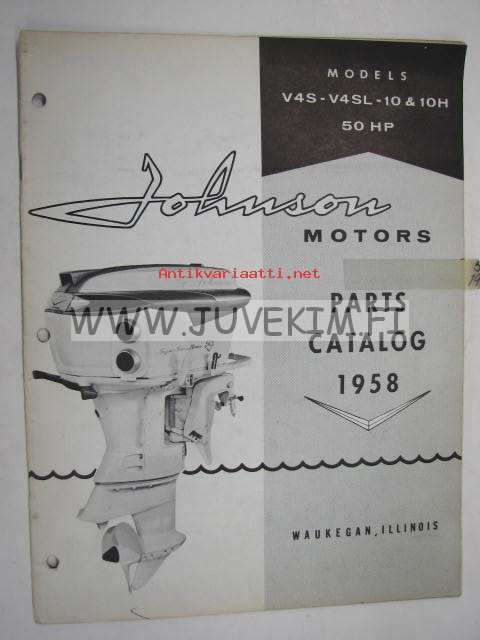 MODELS
V4S-V4SL-10 & 10H
50 HP
Johnson
MOTORS
Antikvariaatti.net
PARTS
WWW.JUVEKIM.FI
CATALOG
1958
WAUKEGAN, ILLINOIS